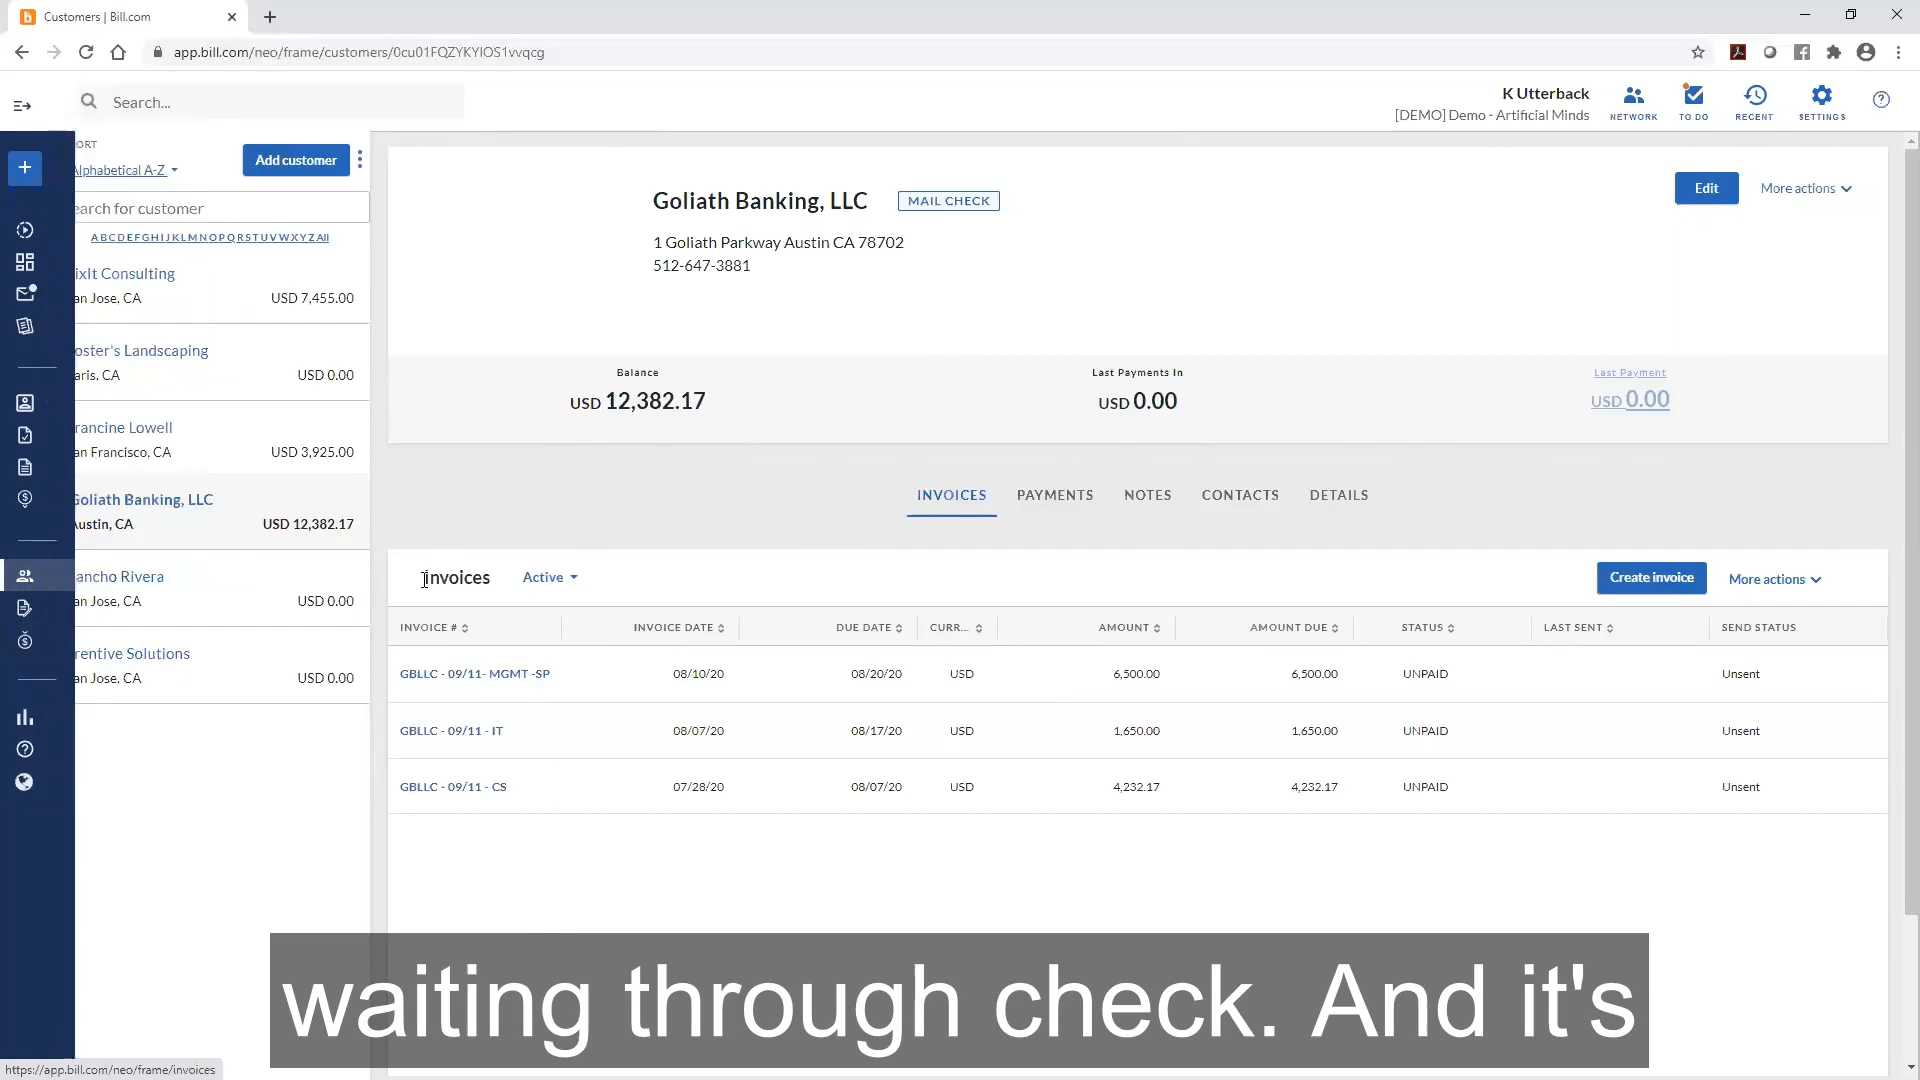 Customers | Bill.com
app.bill.com/neo/frame/customers/0cu01FQZYKYIOS1vvqcg
Search...
K Utterback
[DEMO] Demo - Artificial Minds
NETWORK
TO DO
RECENT
SETTINGS
ORT
Alphabetical A-Z
Add customer
earch for customer
A B C D E F G H I J K L M N O P Q R S T U V W X Y Z All
ixIt Consulting
an Jose, CA USD 7,455.00
oster's Landscaping
aris, CA USD 0.00
rancine Lowell
an Francisco, CA USD 3,925.00
Goliath Banking, LLC
Austin, CA USD 12,382.17
ancho Rivera
an Jose, CA USD 0.00
rentive Solutions
an Jose, CA USD 0.00
Goliath Banking, LLC MAIL CHECK
1 Goliath Parkway Austin CA 78702
512-647-3881
Edit More actions
Balance Last Payments In Last Payment
USD 12,382.17 USD 0.00 USD 0.00
INVOICES PAYMENTS NOTES CONTACTS DETAILS
Invoices Active Create invoice More actions
INVOICE # INVOICE DATE DUE DATE CURR... AMOUNT AMOUNT DUE STATUS LAST SENT SEND STATUS
GBLLC - 09/11- MGMT -SP 08/10/20 08/20/20 USD 6,500.00 6,500.00 UNPAID Unsent
GBLLC - 09/11 - IT 08/07/20 08/17/20 USD 1,650.00 1,650.00 UNPAID Unsent
GBLLC - 09/11 - CS 07/28/20 08/07/20 USD 4,232.17 4,232.17 UNPAID Unsent
waiting through check. And it's
https://app.bill.com/neo/frame/invoices